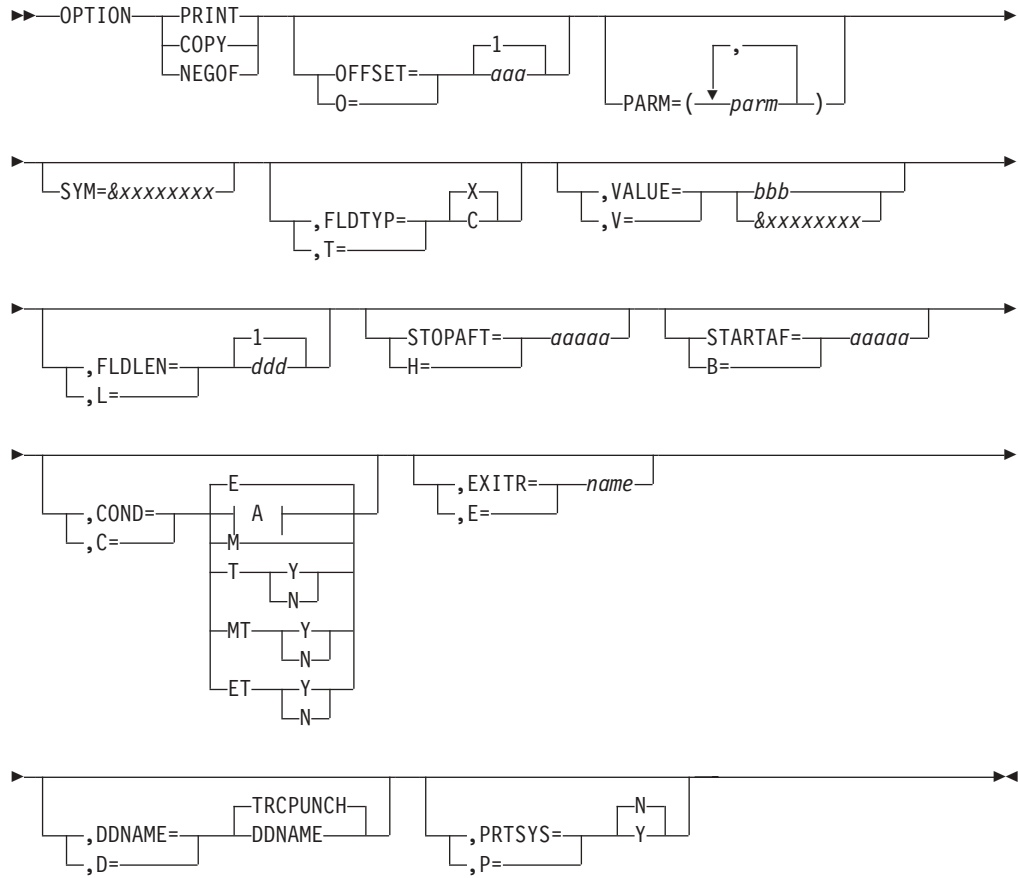 OPTION PRINT 1 ,
COPY OFFSET= aaa
NEGOF O= PARM=( parm )
SYM=&xxxxxxxx X ,VALUE= bbb
,FLDTYP= C ,V= &xxxxxxxx
,T=
1 STOPAFT= aaaaa STARTAF= aaaaa
,FLDLEN= ddd H= B=
,L=
E ,EXITR= name
,COND= A ,E=
,C= M
T Y
N
MT Y
N
ET Y
N
TRCPUNCH N
,DDNAME= DDNAME ,PRTSYS= Y
,D= ,P=